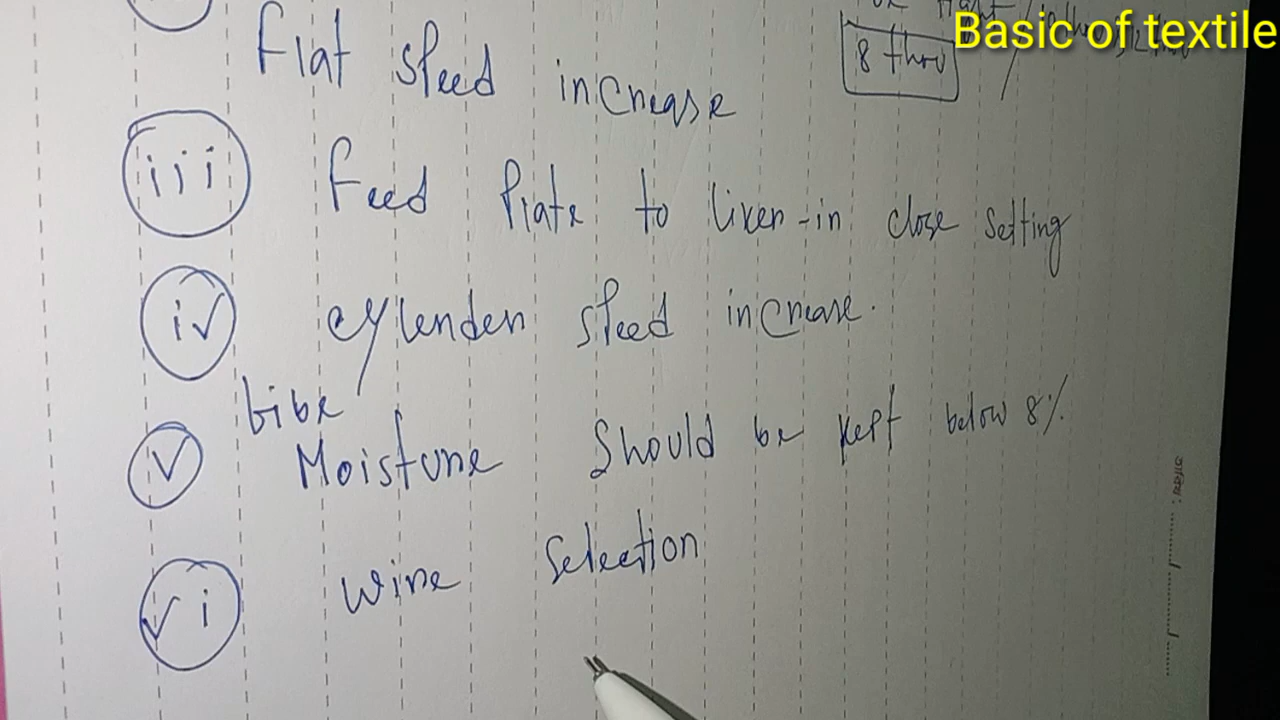 Basic of textile
8 thro
Flat speed increase
iii Feed Plate to liker-in close setting
iv cylender speed increase.
fibre
v Moisture Should be kept below 8%
vi wire selection